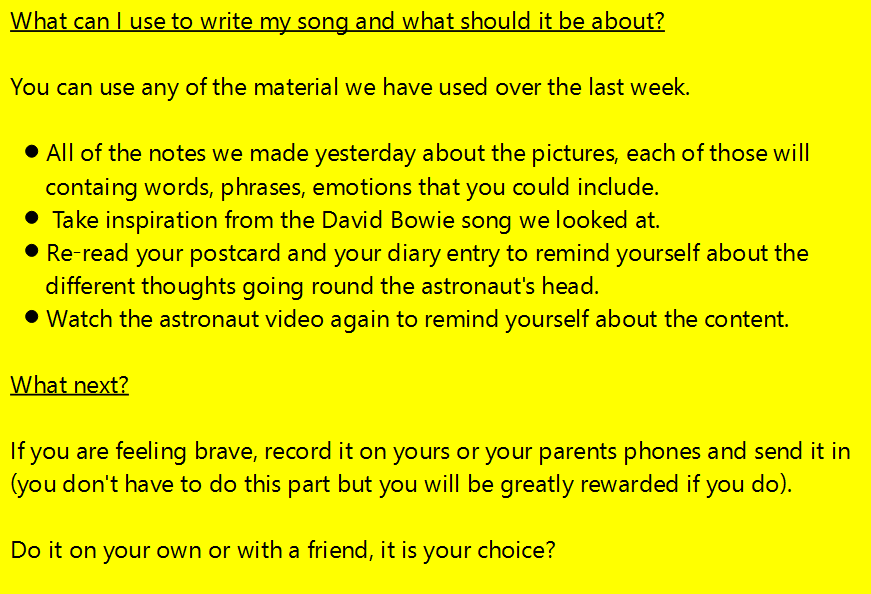 What can I use to write my song and what should it be about?
You can use any of the material we have used over the last week.
● All of the notes we made yesterday about the pictures, each of those will
containg words, phrases, emotions that you could include.
● Take inspiration from the David Bowie song we looked at.
● Re-read your postcard and your diary entry to remind yourself about the
different thoughts going round the astronaut's head.
● Watch the astronaut video again to remind yourself about the content.
What next?
If you are feeling brave, record it on yours or your parents phones and send it in
(you don't have to do this part but you will be greatly rewarded if you do).
Do it on your own or with a friend, it is your choice?